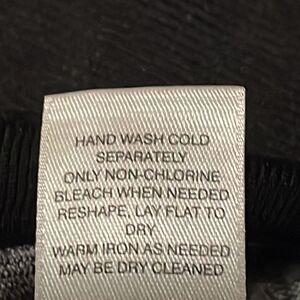 HAND WASH COLD
SEPARATELY
ONLY NON-CHLORINE
BLEACH WHEN NEEDED
RESHAPE, LAY FLAT TO
DRY
WARM IRON AS NEEDED
MAY BE DRY CLEANED